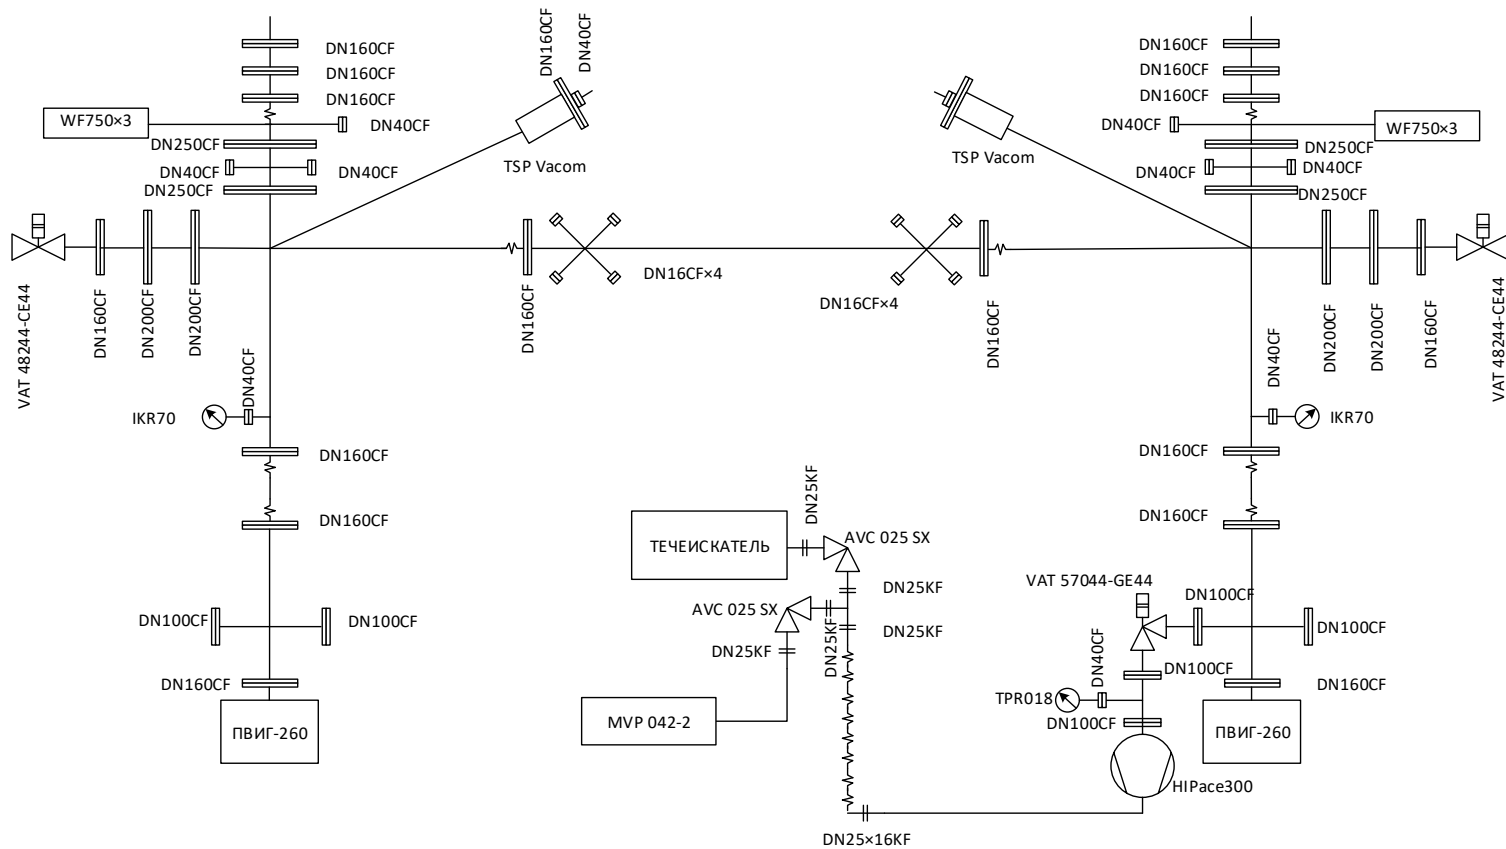 DN160CF
DN160CF
DN160CF
WF750×3
DN40CF
DN250CF
DN40CF
DN40CF
DN250CF
DN160CF
DN40CF
TSP Vacom
VAT 48244-CE44
DN160CF
DN200CF
DN200CF
DN160CF
DN16CF×4
DN40CF
IKR70
DN160CF
DN160CF
DN100CF
DN100CF
DN160CF
ПВИГ-260
DN160CF
DN160CF
DN160CF
DN40CF
WF750×3
DN250CF
DN40CF
DN40CF
DN250CF
TSP Vacom
DN16CF×4
DN160CF
DN200CF
DN200CF
DN160CF
VAT 48244-CE44
DN40CF
IKR70
DN160CF
DN160CF
DN25KF
ТЕЧЕИСКАТЕЛЬ
AVC 025 SX
DN25KF
AVC 025 SX
DN25KF
DN25KF
DN25KF
MVP 042-2
VAT 57044-GE44
DN100CF
DN100CF
DN40CF
DN100CF
TPR018
DN160CF
DN100CF
ПВИГ-260
HIPace300
DN25×16KF